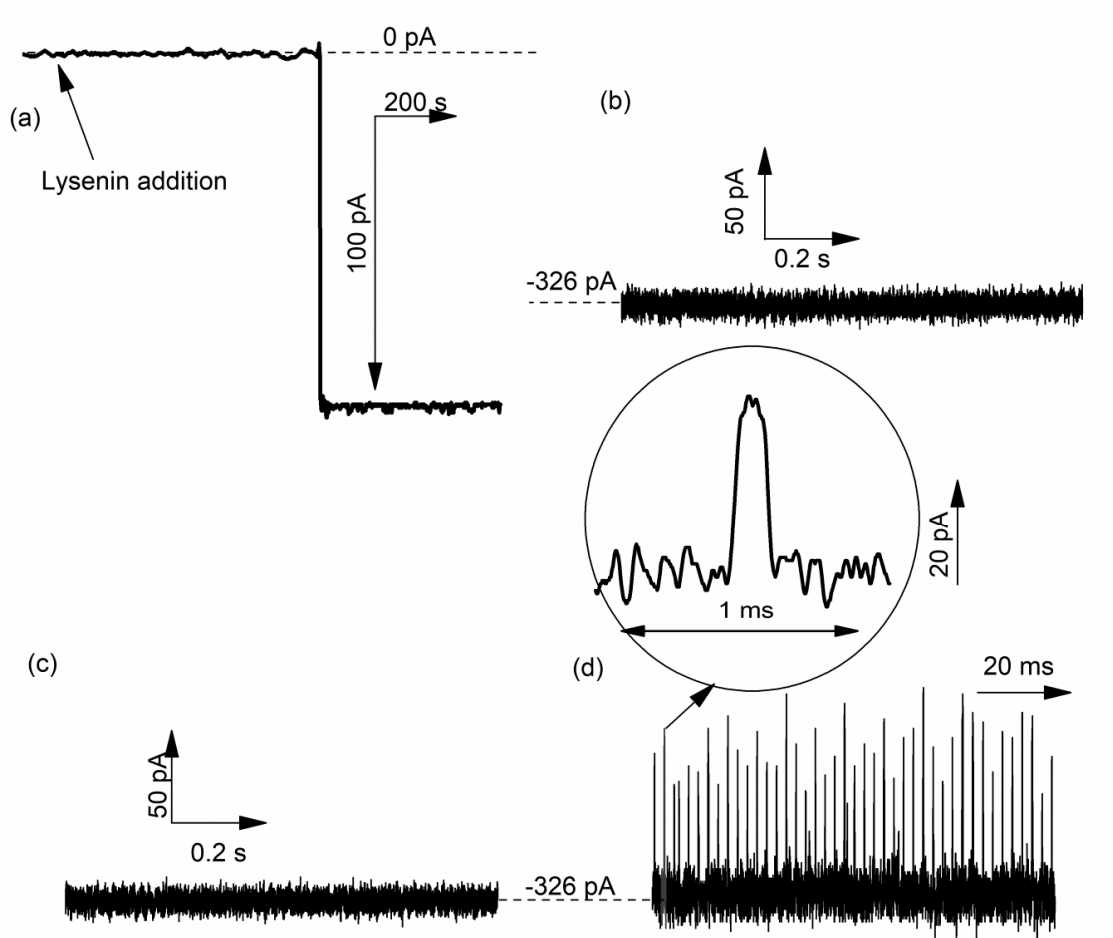 0 pA
200 s
(a)
Lysenin addition
100 pA
(b)
50 pA
0.2 s
-326 pA
20 pA
1 ms
(c)
50 pA
0.2 s
-326 pA
(d)
20 ms